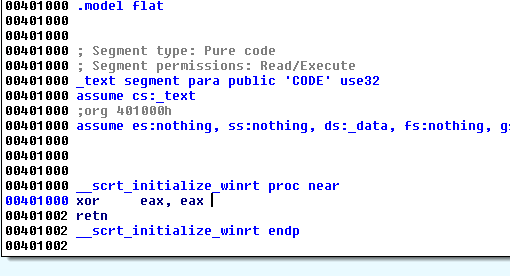 00401000 .model flat
00401000
00401000
00401000 ; Segment type: Pure code
00401000 ; Segment permissions: Read/Execute
00401000 _text segment para public 'CODE' use32
00401000 assume cs:_text
00401000 ;org 401000h
00401000 assume es:nothing, ss:nothing, ds:_data, fs:nothing, g
00401000
00401000
00401000 __scrt_initialize_winrt proc near
00401000 xor eax, eax
00401002 retn
00401002 __scrt_initialize_winrt endp
00401002